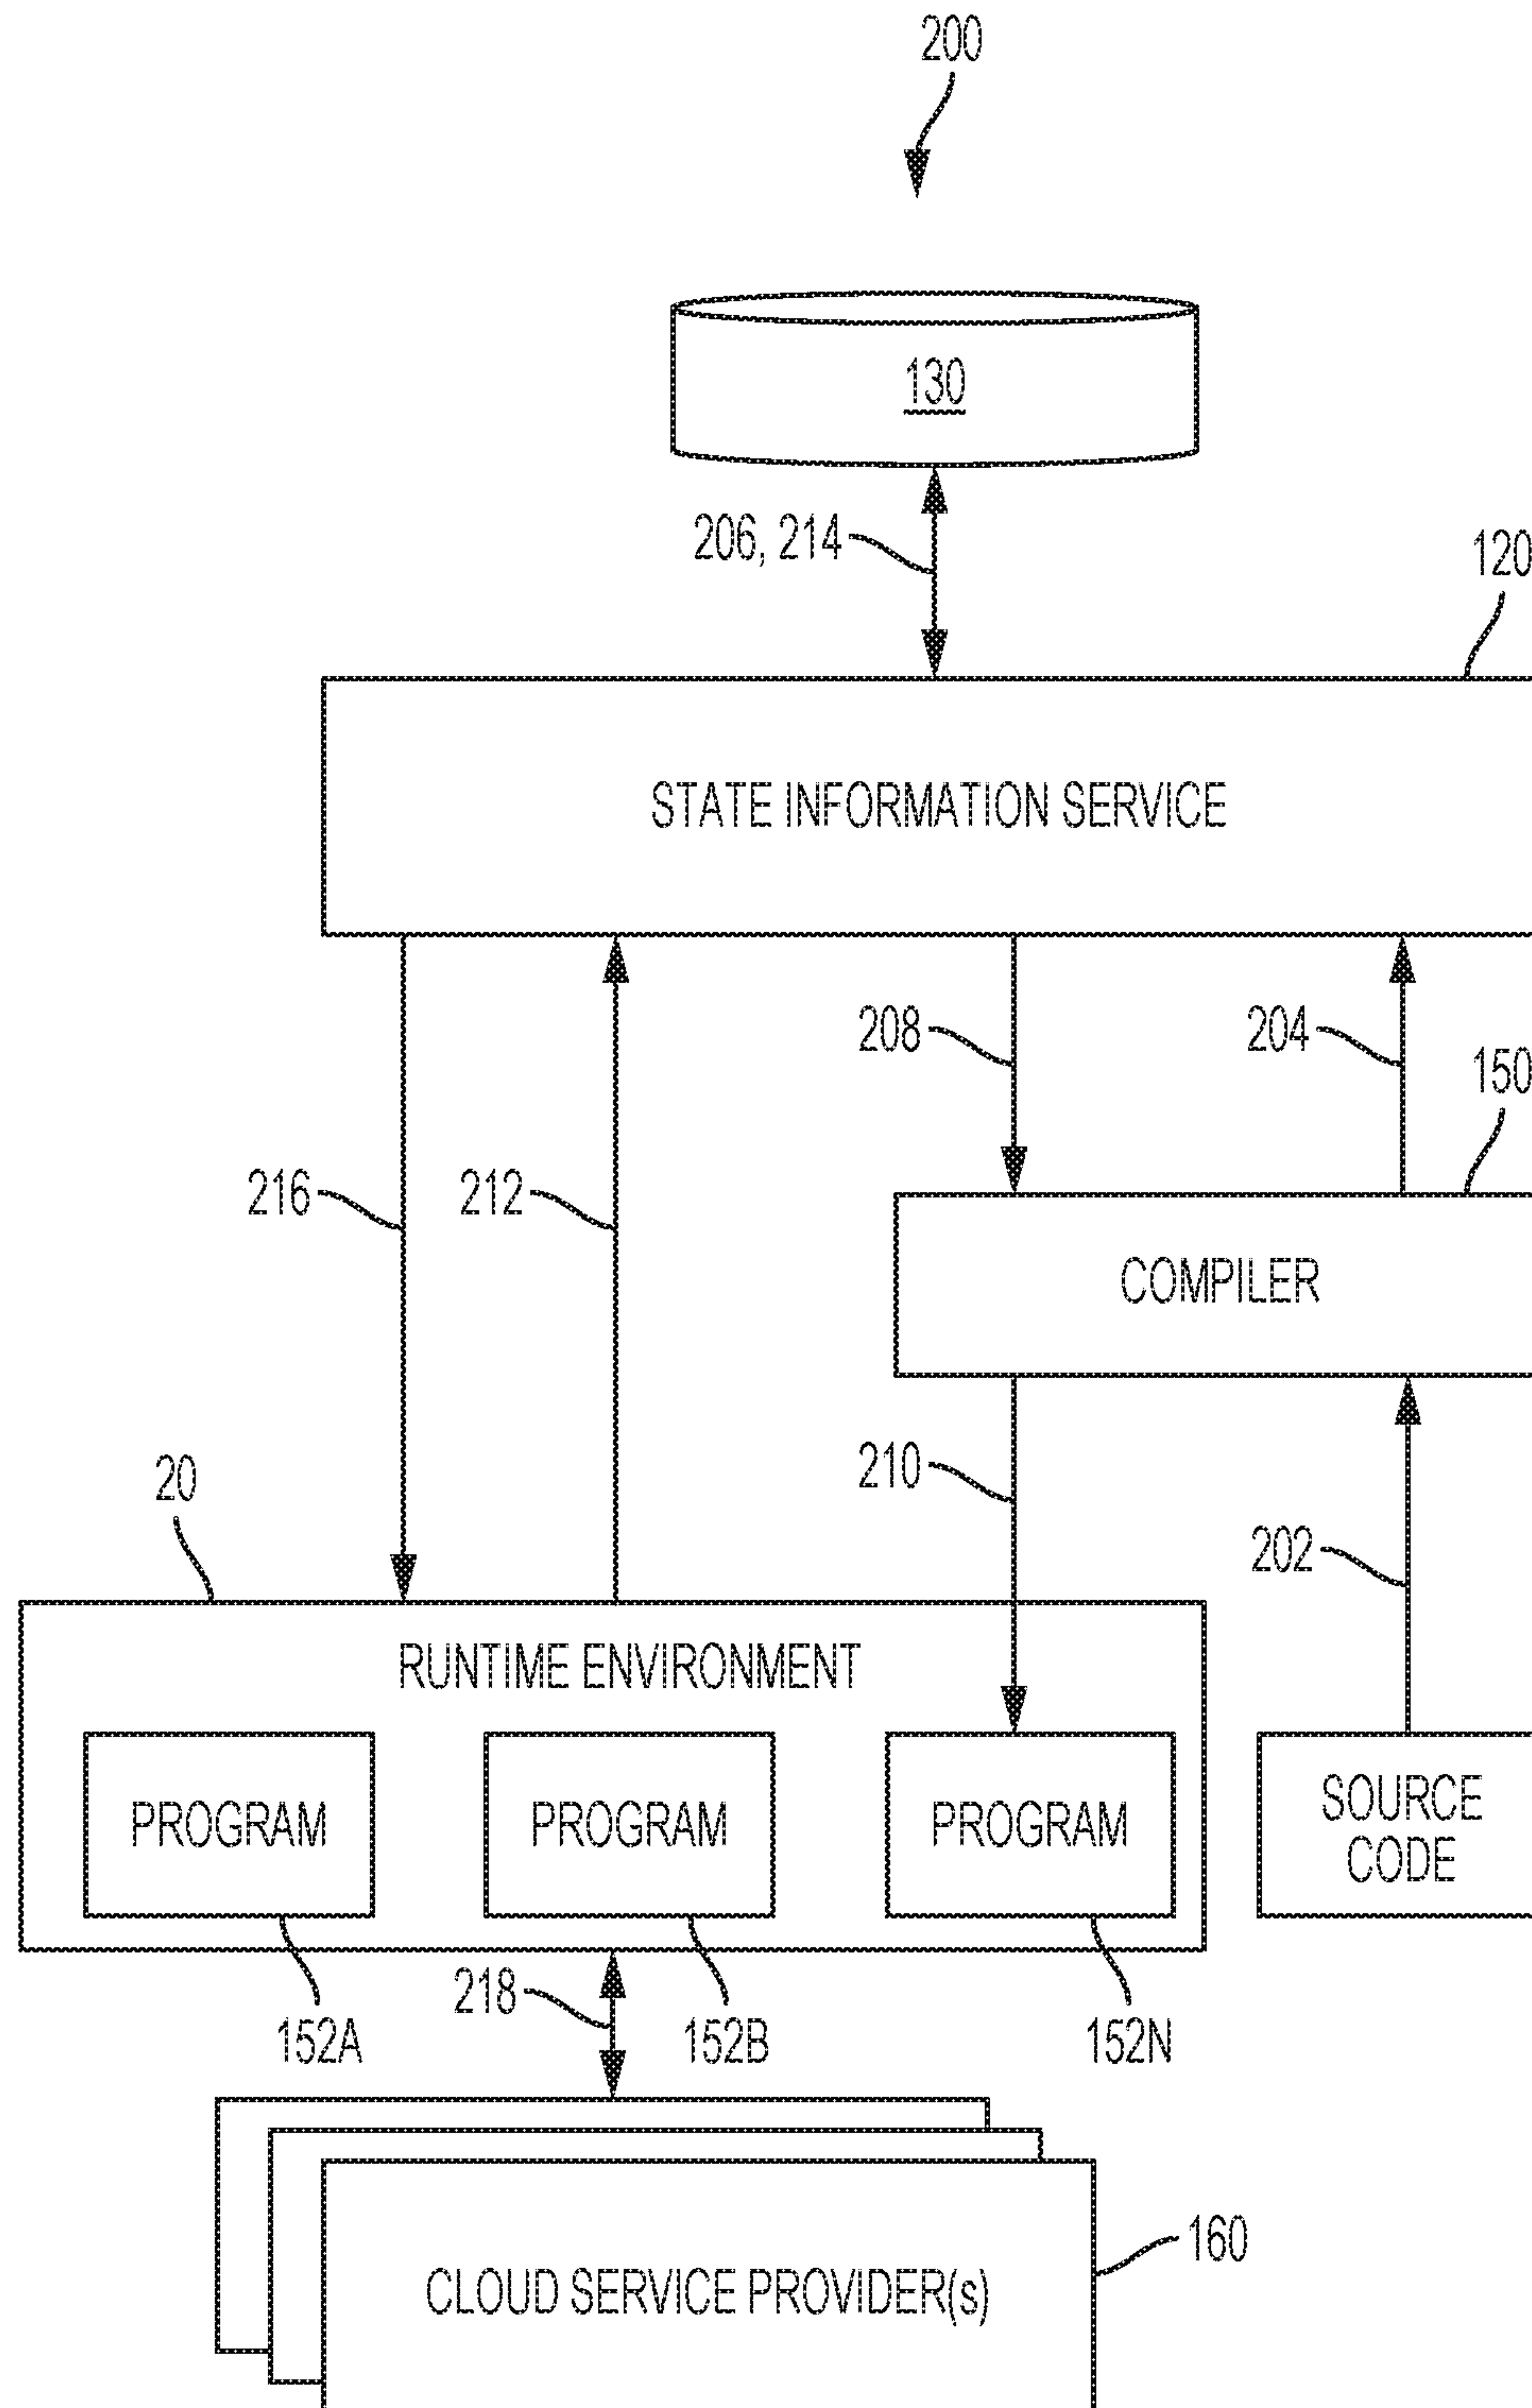 200
130
206, 214
120
STATE INFORMATION SERVICE
208
204
150
216
212
COMPILER
20
210
202
RUNTIME ENVIRONMENT
PROGRAM
PROGRAM
PROGRAM
SOURCE
CODE
218
152A
152B
152N
160
CLOUD SERVICE PROVIDER(s)